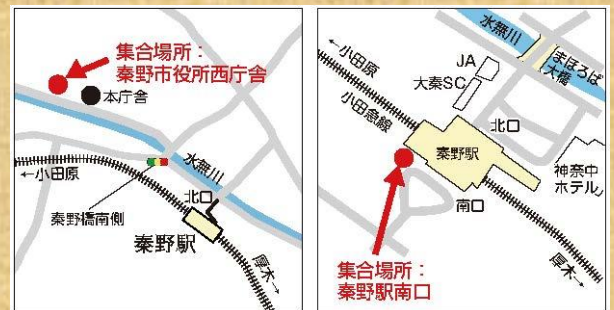 集合場所：
秦野市役所西庁舎
本庁舎
水無川
←小田原
北口
秦野橋南側
秦野駅
厚木→
水無川
まほろば
大橋
←小田原
JA
大秦SC
小田急線
北口
秦野駅
神奈中
ホテル
南口
集合場所：
秦野駅南口
厚木→